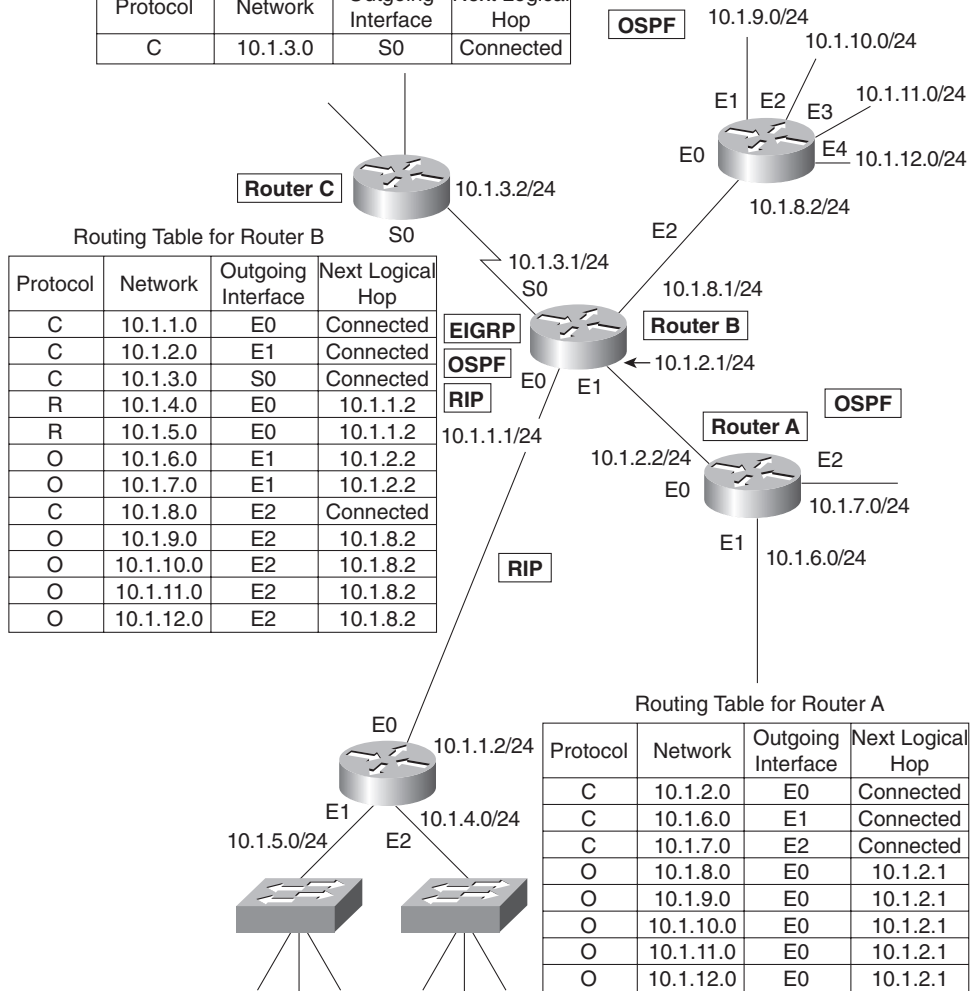 Protocol Network Outgoing Interface Next Logical Hop
C 10.1.3.0 S0 Connected
OSPF
10.1.9.0/24
10.1.10.0/24
10.1.11.0/24
10.1.12.0/24
E1 E2 E3
E0 E4
10.1.8.2/24
Router C
10.1.3.2/24
S0
E2
10.1.3.1/24
S0
10.1.8.1/24
EIGRP
OSPF
RIP
Router B
10.1.2.1/24
E0 E1
10.1.1.1/24
Routing Table for Router B
Protocol Network Outgoing Interface Next Logical Hop
C 10.1.1.0 E0 Connected
C 10.1.2.0 E1 Connected
C 10.1.3.0 S0 Connected
R 10.1.4.0 E0 10.1.1.2
R 10.1.5.0 E0 10.1.1.2
O 10.1.6.0 E1 10.1.2.2
O 10.1.7.0 E1 10.1.2.2
C 10.1.8.0 E2 Connected
O 10.1.9.0 E2 10.1.8.2
O 10.1.10.0 E2 10.1.8.2
O 10.1.11.0 E2 10.1.8.2
O 10.1.12.0 E2 10.1.8.2
OSPF
Router A
10.1.2.2/24
E0
E2
10.1.7.0/24
E1
10.1.6.0/24
RIP
E0
10.1.1.2/24
E1
10.1.4.0/24
10.1.5.0/24
E2
Routing Table for Router A
Protocol Network Outgoing Interface Next Logical Hop
C 10.1.2.0 E0 Connected
C 10.1.6.0 E1 Connected
C 10.1.7.0 E2 Connected
O 10.1.8.0 E0 10.1.2.1
O 10.1.9.0 E0 10.1.2.1
O 10.1.10.0 E0 10.1.2.1
O 10.1.11.0 E0 10.1.2.1
O 10.1.12.0 E0 10.1.2.1